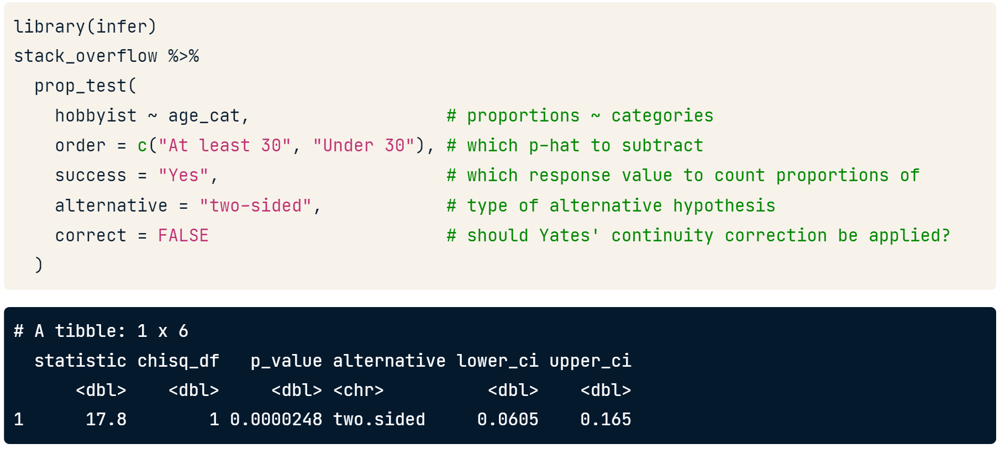 library(infer)
stack_overflow %>%
  prop_test(
    hobbyist ~ age_cat,                   # proportions ~ categories
    order = c("At least 30", "Under 30"), # which p-hat to subtract
    success = "Yes",                      # which response value to count proportions of
    alternative = "two-sided",            # type of alternative hypothesis
    correct = FALSE                       # should Yates' continuity correction be applied?
  )
# A tibble: 1 x 6
  statistic chisq_df   p_value alternative lower_ci upper_ci
      <dbl>    <dbl>     <dbl> <chr>          <dbl>    <dbl>
1      17.8        1 0.0000248 two.sided     0.0605    0.165